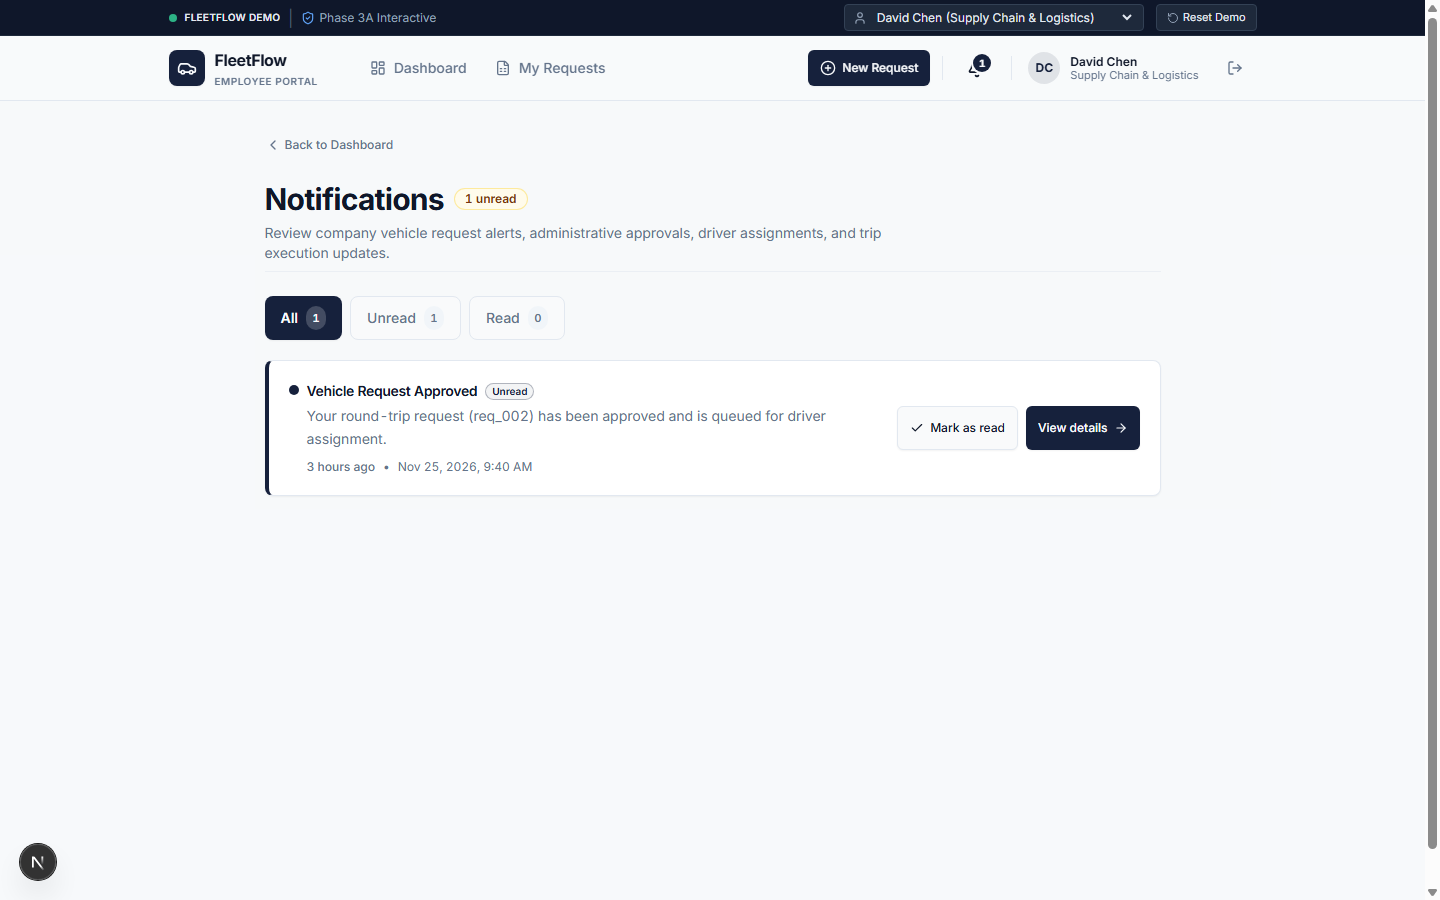 FLEETFLOW DEMO
Phase 3A Interactive
David Chen (Supply Chain & Logistics)
Reset Demo
FleetFlow
EMPLOYEE PORTAL
Dashboard
My Requests
New Request
1
DC
David Chen
Supply Chain & Logistics
Back to Dashboard
Notifications
1 unread
Review company vehicle request alerts, administrative approvals, driver assignments, and trip
execution updates.
All 1
Unread 1
Read 0
Vehicle Request Approved
Unread
Your round-trip request (req_002) has been approved and is queued for driver
assignment.
3 hours ago • Nov 25, 2026, 9:40 AM
Mark as read
View details
N